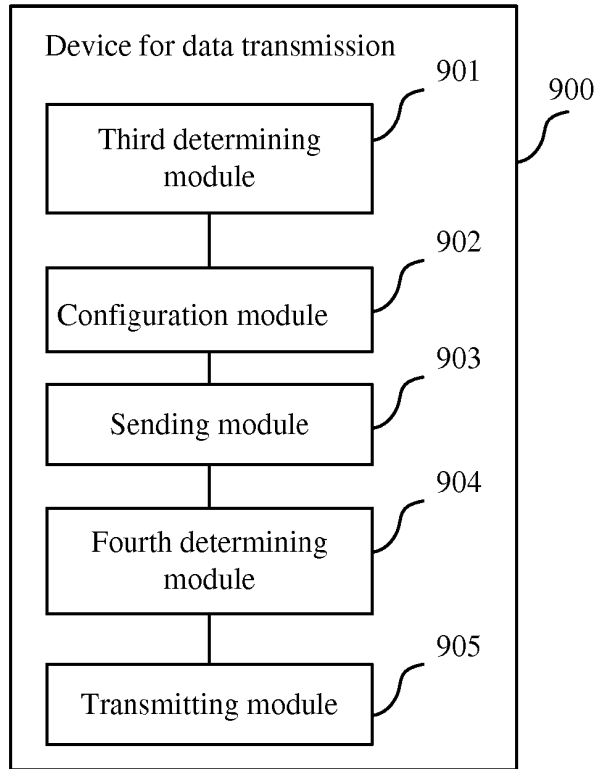 Device for data transmission
901
900
Third determining
module
902
Configuration module
903
Sending module
904
Fourth determining
module
905
Transmitting module